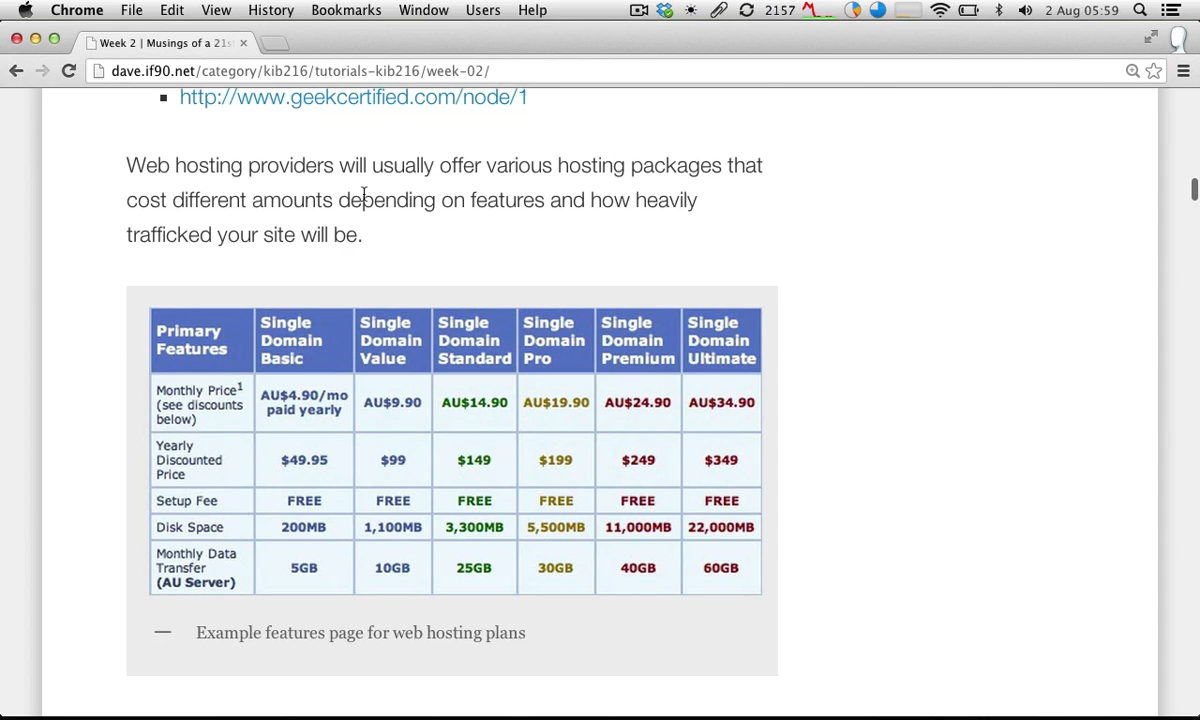 Chrome File Edit View History Bookmarks Window Users Help 2157 2 Aug 05:59
Week 2 | Musings of a 21s
dave.if90.net/category/kib216/tutorials-kib216/week-02/
http://www.geekcertified.com/node/1
Web hosting providers will usually offer various hosting packages that
cost different amounts depending on features and how heavily
trafficked your site will be.
Primary Features Single Domain Basic Single Domain Value Single Domain Standard Single Domain Pro Single Domain Premium Single Domain Ultimate
Monthly Price1 (see discounts below) AU$4.90/mo paid yearly AU$9.90 AU$14.90 AU$19.90 AU$24.90 AU$34.90
Yearly Discounted Price $49.95 $99 $149 $199 $249 $349
Setup Fee FREE FREE FREE FREE FREE FREE
Disk Space 200MB 1,100MB 3,300MB 5,500MB 11,000MB 22,000MB
Monthly Data Transfer (AU Server) 5GB 10GB 25GB 30GB 40GB 60GB
— Example features page for web hosting plans